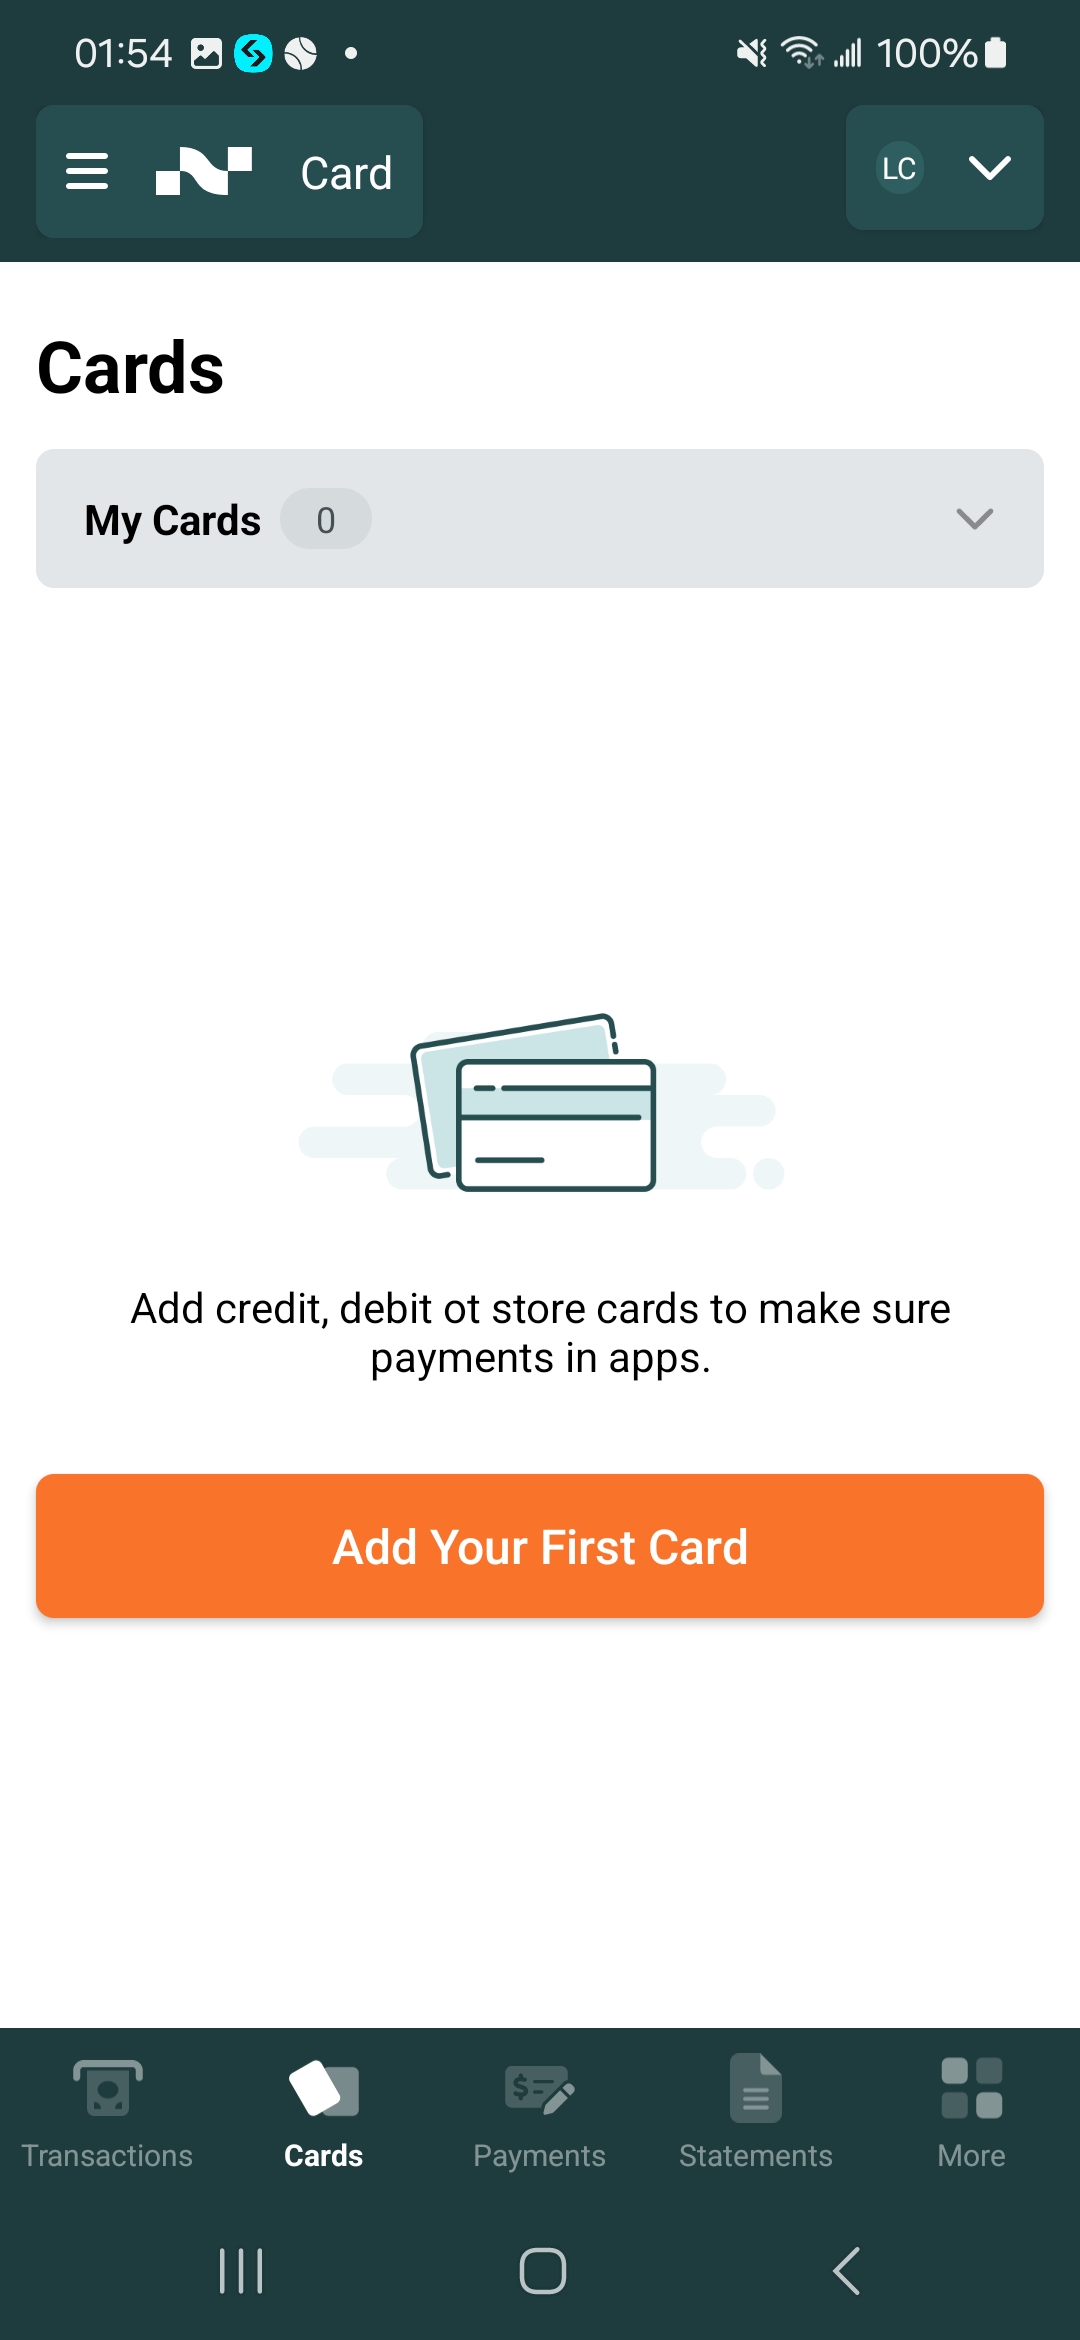 01:54
100%
Card
LC
Cards
My Cards 0
Add credit, debit ot store cards to make sure
payments in apps.
Add Your First Card
Transactions
Cards
Payments
Statements
More